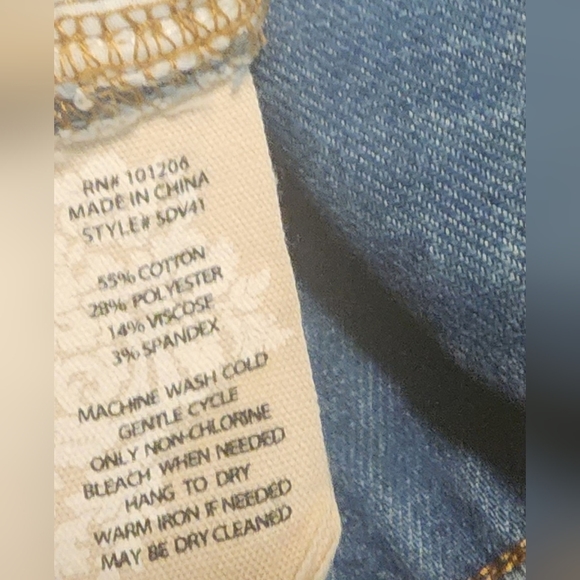 RN# 101206
MADE IN CHINA
STYLE# SDV41
55% COTTON
28% POLYESTER
14% VISCOSE
3% SPANDEX
MACHINE WASH COLD
GENTLE CYCLE
ONLY NON-CHLORINE
BLEACH WHEN NEEDED
HANG TO DRY
WARM IRON IF NEEDED
MAY BE DRY CLEANED